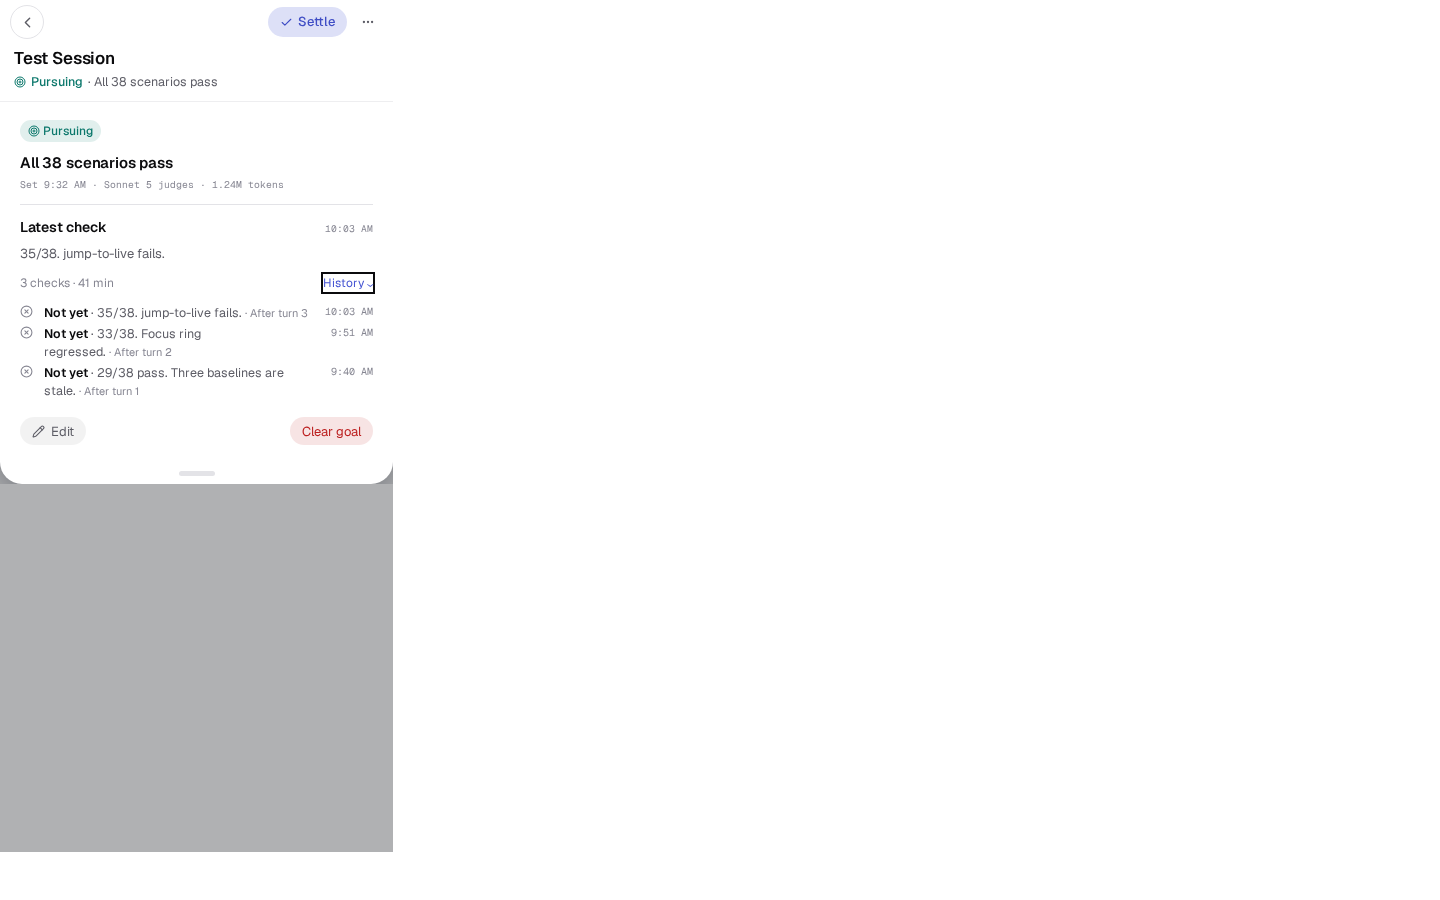 Settle
Test Session
Pursuing · All 38 scenarios pass
Pursuing
All 38 scenarios pass
Set 9:32 AM · Sonnet 5 judges · 1.24M tokens
Latest check 10:03 AM
35/38. jump-to-live fails.
3 checks · 41 min History
Not yet · 35/38. jump-to-live fails. · After turn 3 10:03 AM
Not yet · 33/38. Focus ring 9:51 AM
regressed. · After turn 2
Not yet · 29/38 pass. Three baselines are 9:40 AM
stale. · After turn 1
Edit Clear goal